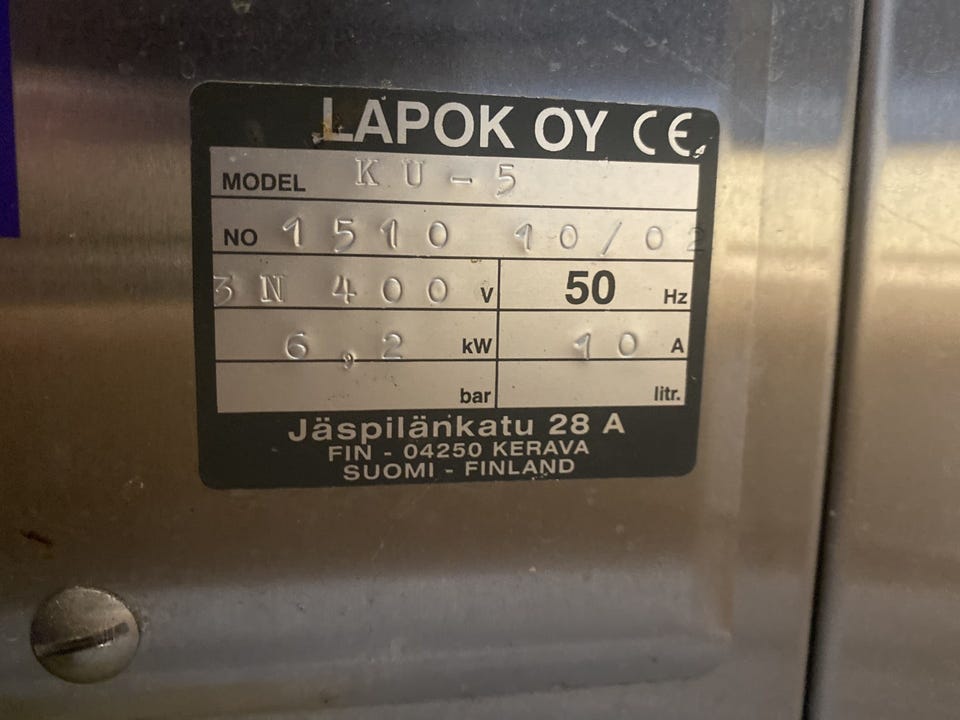 LAPOK OY CE
MODEL KU-5
NO 1510 10/02
3N 400 V 50 Hz
6,2 kW 10 A
bar litr.
Jäspilänkatu 28 A
FIN - 04250 KERAVA
SUOMI - FINLAND